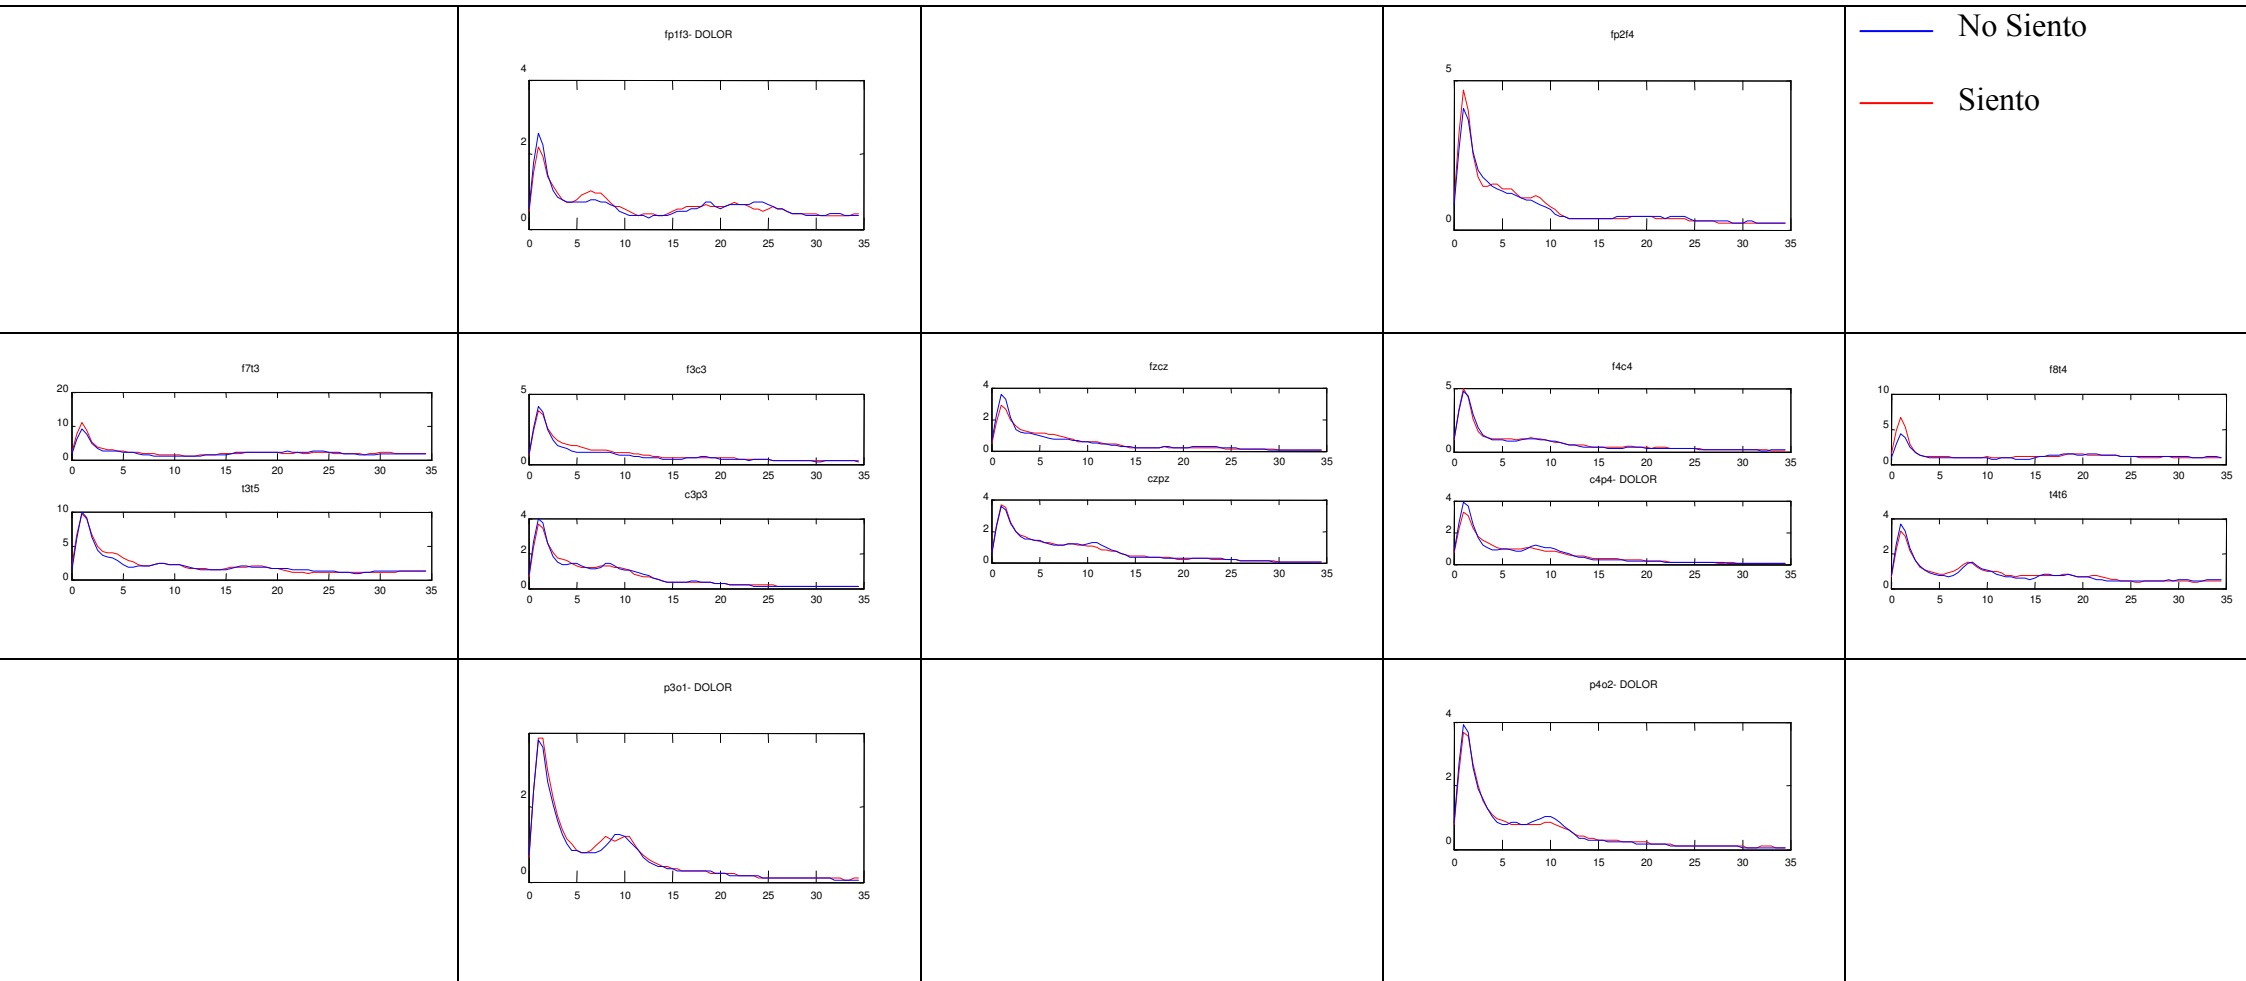 fp1f3- DOLOR
4
2
0
0 5 10 15 20 25 30 35
fp2f4
5
0
0 5 10 15 20 25 30 35
No Siento
Siento
f7t3
20
10
0
0 5 10 15 20 25 30 35
t3t5
10
5
0
0 5 10 15 20 25 30 35
f3c3
5
0
0 5 10 15 20 25 30 35
c3p3
4
2
0
0 5 10 15 20 25 30 35
fzcz
4
2
0
0 5 10 15 20 25 30 35
czpz
4
2
0
0 5 10 15 20 25 30 35
f4c4
5
0
0 5 10 15 20 25 30 35
c4p4- DOLOR
4
2
0
0 5 10 15 20 25 30 35
f8t4
10
5
0
0 5 10 15 20 25 30 35
t4t6
4
2
0
0 5 10 15 20 25 30 35
p3o1- DOLOR
2
0
0 5 10 15 20 25 30 35
p4o2- DOLOR
4
2
0
0 5 10 15 20 25 30 35